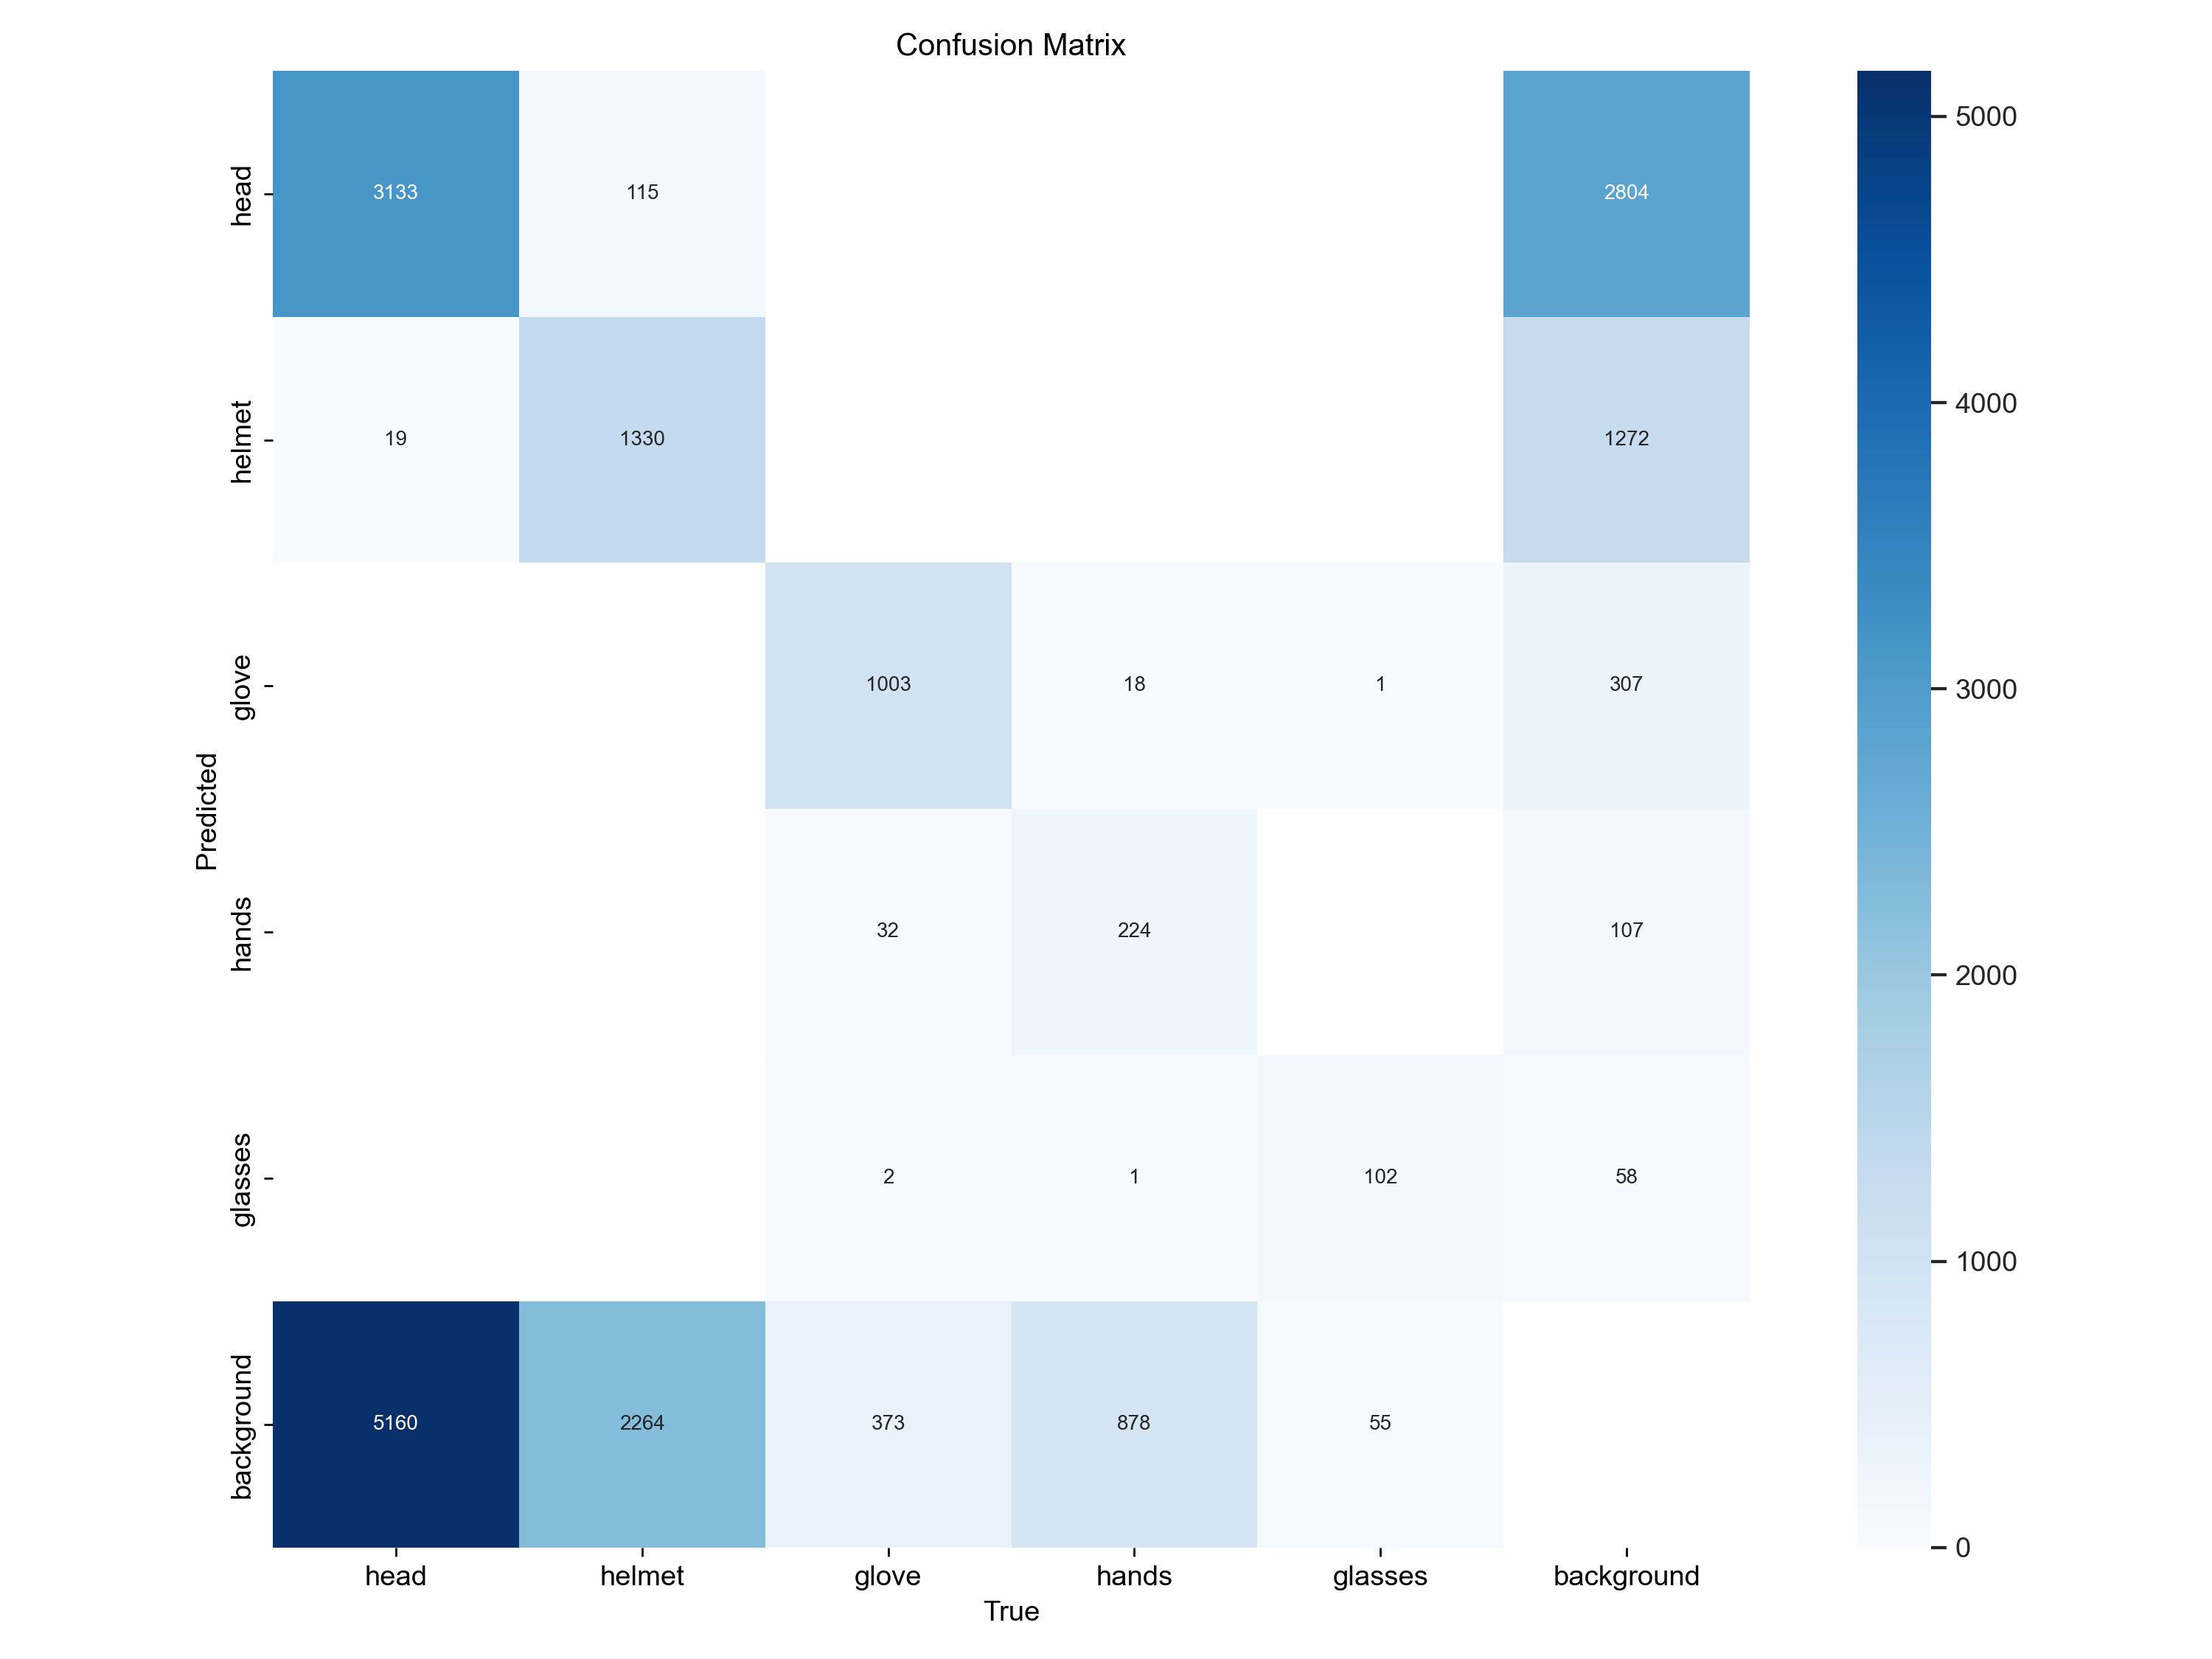 Confusion Matrix
head 3133 115 2804
helmet 19 1330 1272
glove 1003 18 1 307
hands 32 224 107
glasses 2 1 102 58
background 5160 2264 373 878 55
head helmet glove hands glasses background
True
Predicted
5000
4000
3000
2000
1000
0